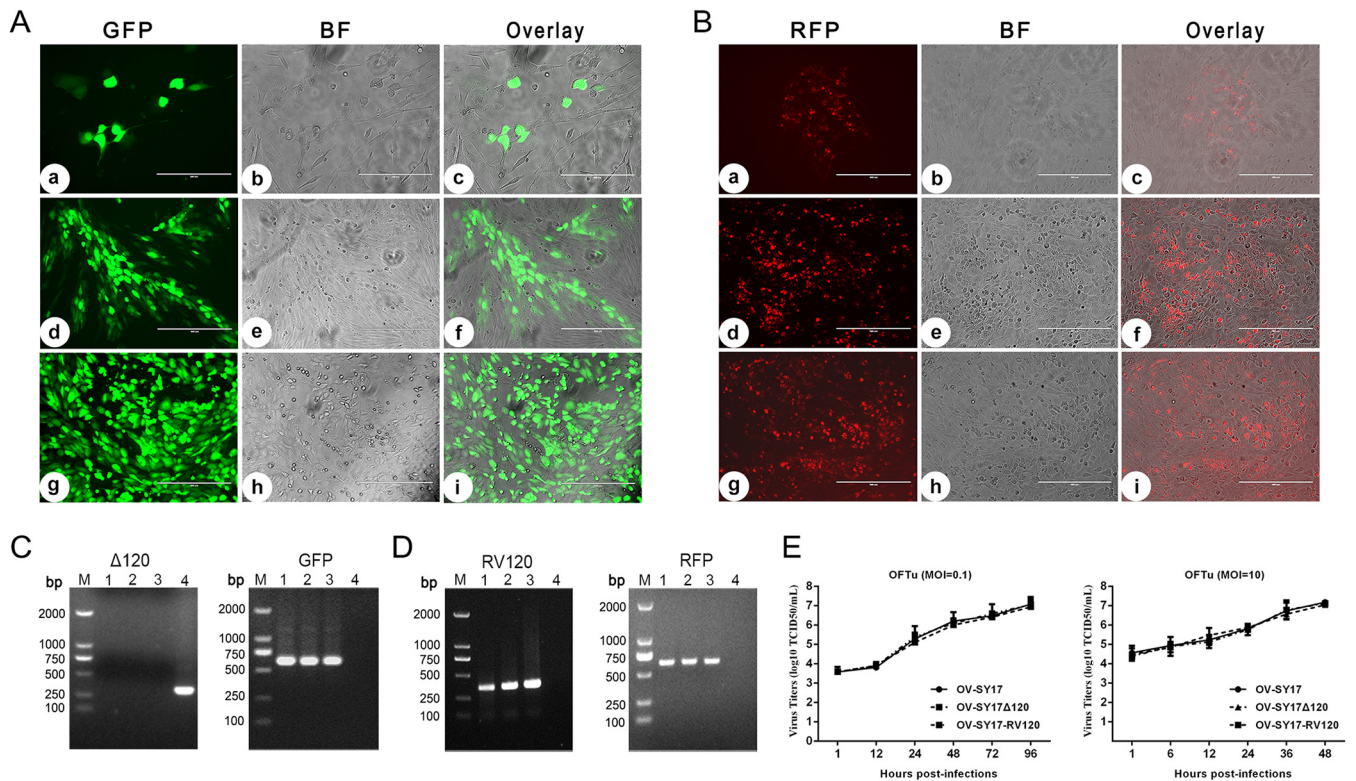 A
GFP BF Overlay
a b c
d e f
g h i
B
RFP BF Overlay
a b c
d e f
g h i
C
Δ120
bp M 1 2 3 4
2000
1000
750
500
250
100
GFP
bp M 1 2 3 4
2000
1000
750
500
250
100
D
RV120
bp M 1 2 3 4
2000
1000
750
500
250
100
RFP
bp M 1 2 3 4
2000
1000
750
500
250
100
E
OFTu (MOI=0.1)
Virus Titers (log10 TCID50/mL)
8
7
6
5
4
3
2
1
0
OV-SY17
OV-SY17Δ120
OV-SY17-RV120
1 12 24 48 72 96
Hours post-infections
OFTu (MOI=10)
Virus Titers (log10 TCID50/mL)
8
7
6
5
4
3
2
1
OV-SY17
OV-SY17Δ120
OV-SY17-RV120
1 6 12 24 36 48
Hours post-infections